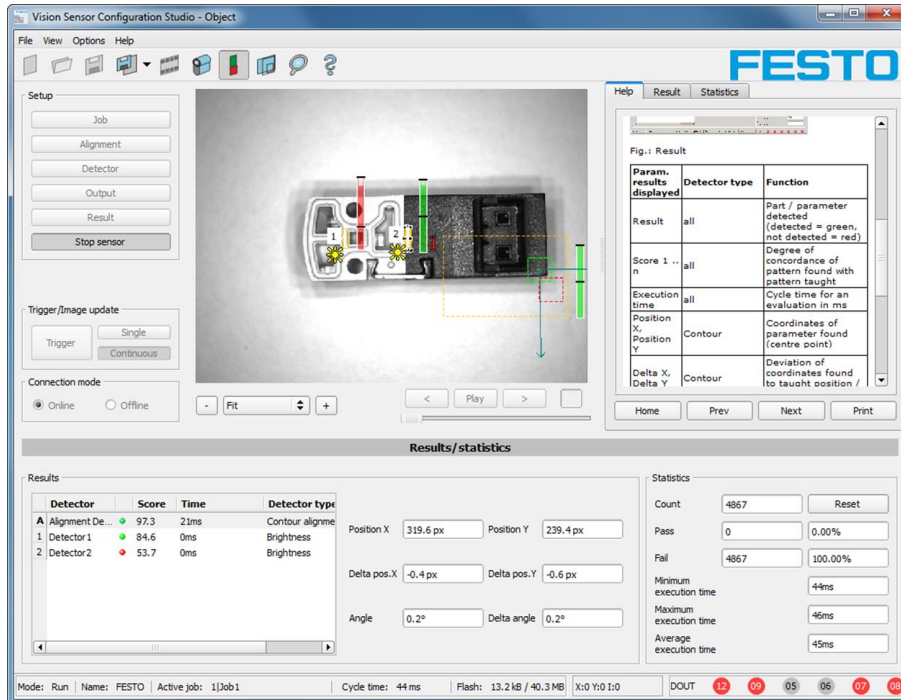 Vision Sensor Configuration Studio - Object
File View Options Help
FESTO
Setup
Job
Alignment
Detector
Output
Result
Stop sensor
Trigger/Image update
Trigger
Single
Continuous
Connection mode
Online
Offline
1
2
-
Fit
+
<
Play
>
Help
Result
Statistics
Fig.: Result
Param. results displayed Detector type Function
Result all Part / parameter detected (detected = green, not detected = red)
Score 1 .. n all Degree of concordance of pattern found with pattern taught
Execution time all Cycle time for an evaluation in ms
Position X, Position Y Contour Coordinates of parameter found (centre point)
Delta X, Delta Y Contour Deviation of coordinates found to taught position /
Home
Prev
Next
Print
Results/statistics
Results
Detector Score Time Detector type
A Alignment De... 97.3 21ms Contour alignme
1 Detector1 84.6 0ms Brightness
2 Detector2 53.7 0ms Brightness
Position X 319.6 px Position Y 239.4 px
Delta pos.X -0.4 px Delta pos.Y -0.6 px
Angle 0.2° Delta angle 0.2°
Statistics
Count 4867 Reset
Pass 0 0.00%
Fail 4867 100.00%
Minimum execution time 44ms
Maximum execution time 46ms
Average execution time 45ms
Mode: Run Name: FESTO Active job: 1|Job1 Cycle time: 44 ms Flash: 13.2 kB / 40.3 MB X:0 Y:0 I:0 DOUT 12 09 05 06 07 08